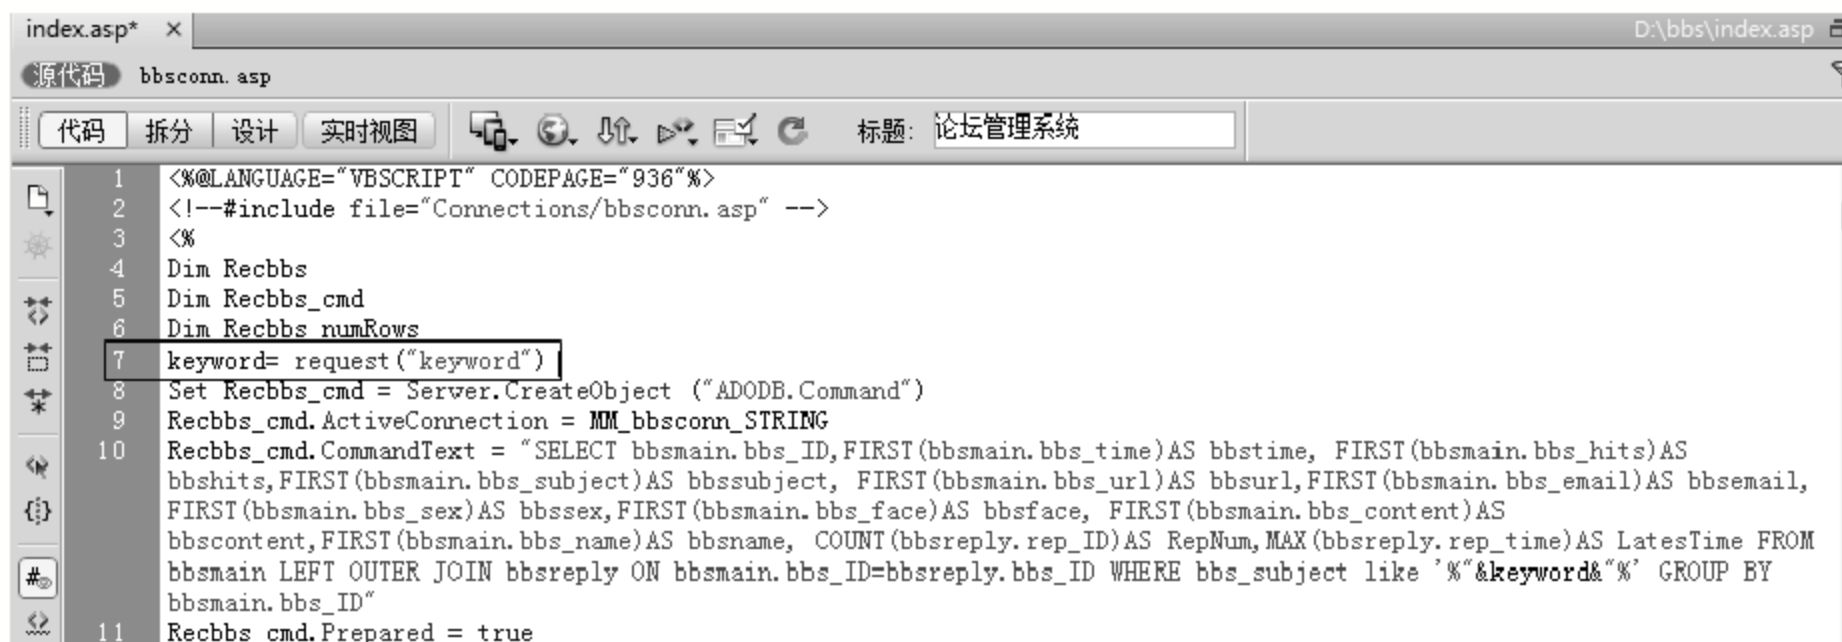 index.asp* × D:\bbs\index.asp
源代码 bbsconn.asp
代码 拆分 设计 实时视图 标题: 论坛管理系统
1 <%@LANGUAGE="VBSCRIPT" CODEPAGE="936"%>
2 <!--#include file="Connections/bbsconn.asp" -->
3 <%
4 Dim Recbbs
5 Dim Recbbs_cmd
6 Dim Recbbs_numRows
7 keyword= request("keyword")
8 Set Recbbs_cmd = Server.CreateObject ("ADODB.Command")
9 Recbbs_cmd.ActiveConnection = MM_bbsconn_STRING
10 Recbbs_cmd.CommandText = "SELECT bbsmain.bbs_ID,FIRST(bbsmain.bbs_time)AS bbstime, FIRST(bbsmain.bbs_hits)AS
bbshits,FIRST(bbsmain.bbs_subject)AS bbssubject, FIRST(bbsmain.bbs_url)AS bbsurl,FIRST(bbsmain.bbs_email)AS bbsemail,
FIRST(bbsmain.bbs_sex)AS bbssex,FIRST(bbsmain.bbs_face)AS bbsface, FIRST(bbsmain.bbs_content)AS
bbscontent,FIRST(bbsmain.bbs_name)AS bbsname, COUNT(bbsreply.rep_ID)AS RepNum,MAX(bbsreply.rep_time)AS LatesTime FROM
bbsmain LEFT OUTER JOIN bbsreply ON bbsmain.bbs_ID=bbsreply.bbs_ID WHERE bbs_subject like '%"&keyword&"%' GROUP BY
bbsmain.bbs_ID"
11 Recbbs_cmd.Prepared = true